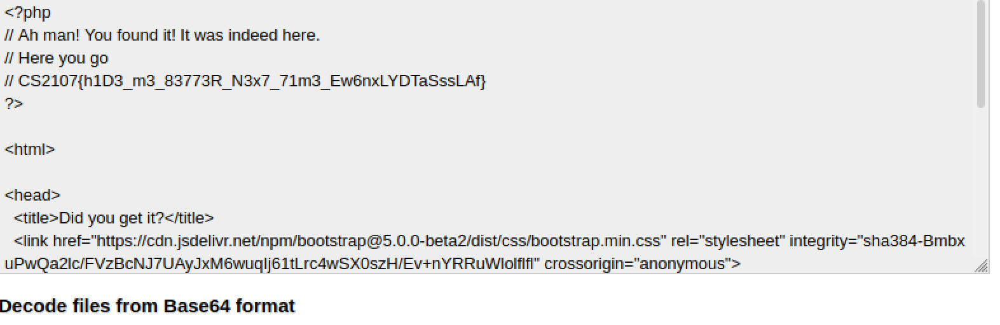 <?php
// Ah man! You found it! It was indeed here.
// Here you go
// CS2107{h1D3_m3_83773R_N3x7_71m3_Ew6nxLYDTaSssLAf}
?>
<html>
<head>
<title>Did you get it?</title>
<link href="https://cdn.jsdelivr.net/npm/bootstrap@5.0.0-beta2/dist/css/bootstrap.min.css" rel="stylesheet" integrity="sha384-Bmbx
uPwQa2lc/FVzBcNJ7UAyJxM6wuqIj61tLrc4wSX0szH/Ev+nYRRuWlolflfl" crossorigin="anonymous">
Decode files from Base64 format